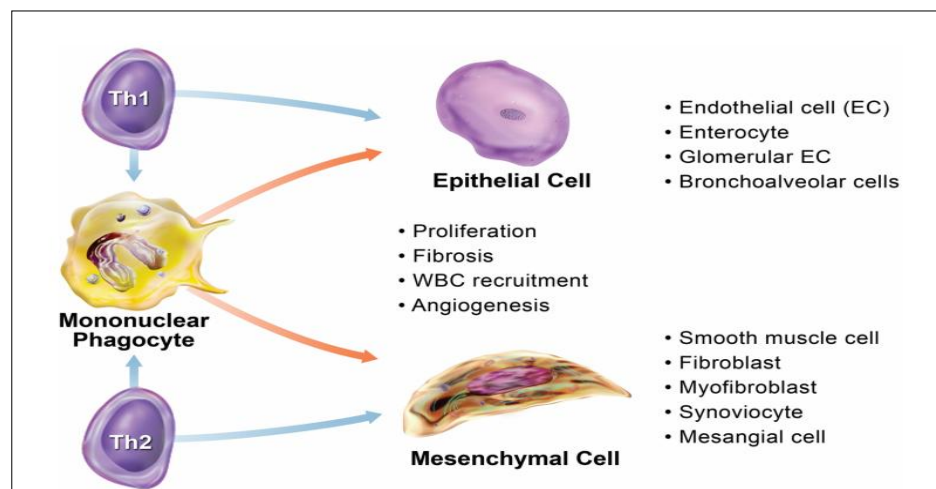 Th1
• Endothelial cell (EC)
• Enterocyte
• Glomerular EC
• Bronchoalveolar cells
Epithelial Cell
• Proliferation
• Fibrosis
• WBC recruitment
• Angiogenesis
Mononuclear
Phagocyte
• Smooth muscle cell
• Fibroblast
• Myofibroblast
• Synoviocyte
• Mesangial cell
Th2
Mesenchymal Cell